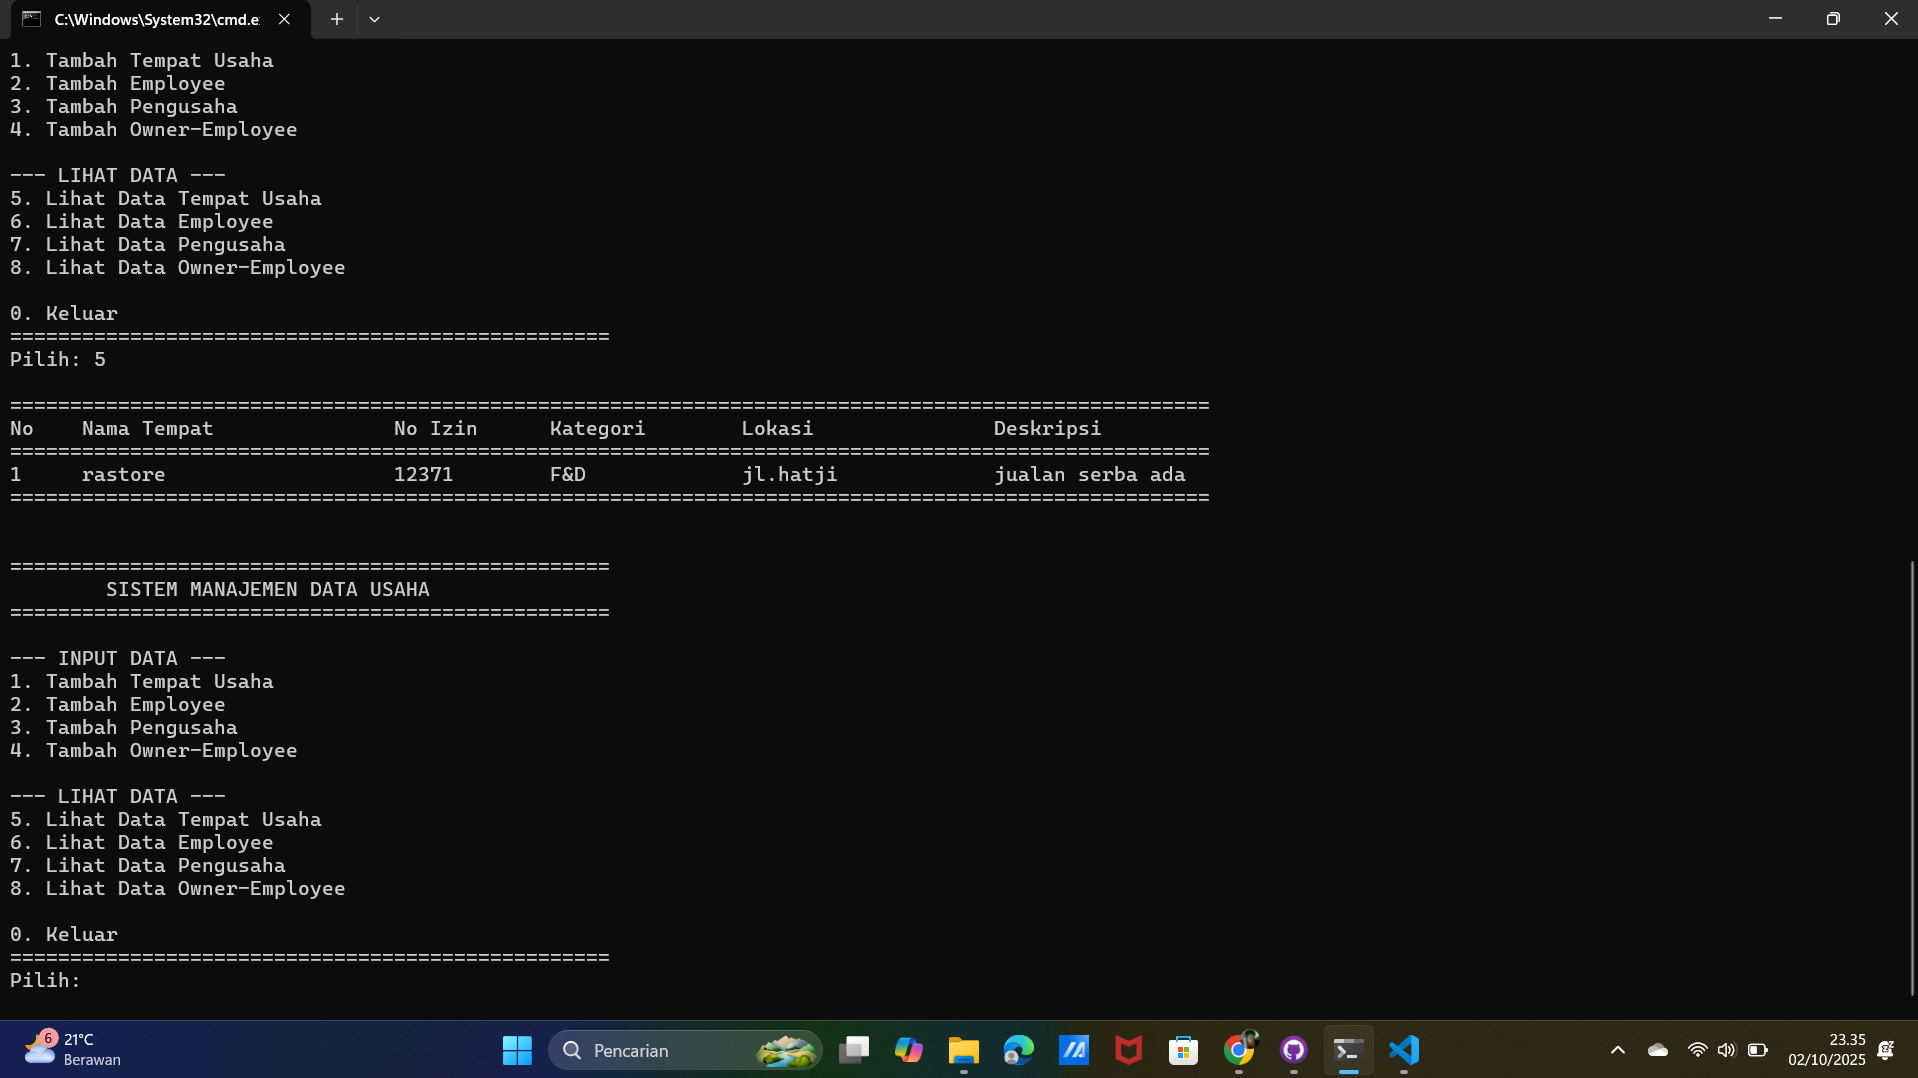 C:\Windows\System32\cmd.e
1. Tambah Tempat Usaha
2. Tambah Employee
3. Tambah Pengusaha
4. Tambah Owner-Employee
--- LIHAT DATA ---
5. Lihat Data Tempat Usaha
6. Lihat Data Employee
7. Lihat Data Pengusaha
8. Lihat Data Owner-Employee
0. Keluar
==================================================
Pilih: 5
====================================================================================================
No Nama Tempat No Izin Kategori Lokasi Deskripsi
====================================================================================================
1 rastore 12371 F&D jl.hatji jualan serba ada
====================================================================================================
==================================================
SISTEM MANAJEMEN DATA USAHA
==================================================
--- INPUT DATA ---
1. Tambah Tempat Usaha
2. Tambah Employee
3. Tambah Pengusaha
4. Tambah Owner-Employee
--- LIHAT DATA ---
5. Lihat Data Tempat Usaha
6. Lihat Data Employee
7. Lihat Data Pengusaha
8. Lihat Data Owner-Employee
0. Keluar
==================================================
Pilih:
6
21°C
Berawan
Pencarian
23.35
02/10/2025